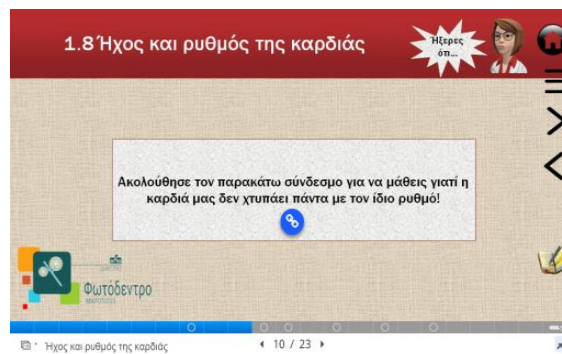 1.8 Ήχος και ρυθμός της καρδιάς
Ήξερες
ότι...
Ακολούθησε τον παρακάτω σύνδεσμο για να μάθεις γιατί η
καρδιά μας δεν χτυπάει πάντα με τον ίδιο ρυθμό!
Φωτόδεντρο
Ήχος και ρυθμός της καρδιάς
10 / 23